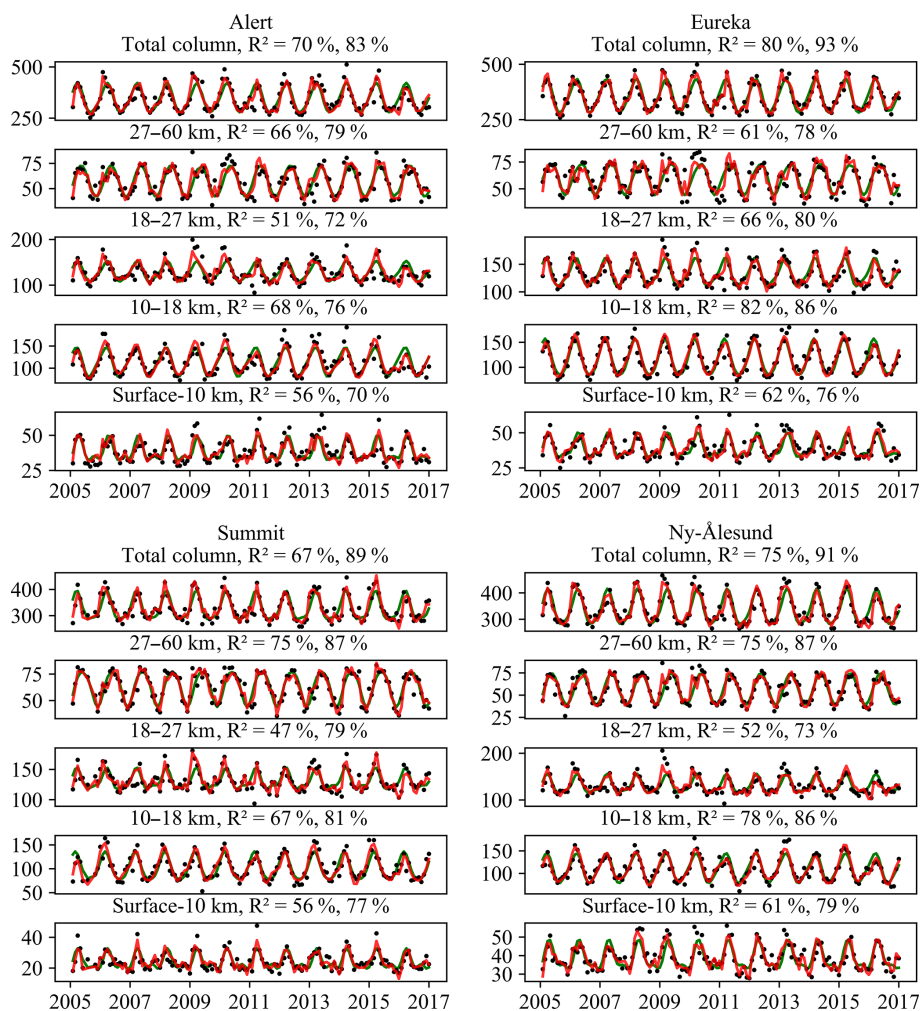 Alert
Total column, R² = 70 %, 83 %
500
250
27–60 km, R² = 66 %, 79 %
75
50
18–27 km, R² = 51 %, 72 %
200
100
10–18 km, R² = 68 %, 76 %
150
100
Surface-10 km, R² = 56 %, 70 %
50
25
2005 2007 2009 2011 2013 2015 2017
Eureka
Total column, R² = 80 %, 93 %
500
250
27–60 km, R² = 61 %, 78 %
75
50
18–27 km, R² = 66 %, 80 %
150
100
10–18 km, R² = 82 %, 86 %
150
100
Surface-10 km, R² = 62 %, 76 %
50
25
2005 2007 2009 2011 2013 2015 2017
Summit
Total column, R² = 67 %, 89 %
400
300
27–60 km, R² = 75 %, 87 %
75
50
18–27 km, R² = 47 %, 79 %
150
100
10–18 km, R² = 67 %, 81 %
150
100
50
Surface-10 km, R² = 56 %, 77 %
40
20
2005 2007 2009 2011 2013 2015 2017
Ny-Ålesund
Total column, R² = 75 %, 91 %
400
300
27–60 km, R² = 75 %, 87 %
75
50
25
18–27 km, R² = 52 %, 73 %
200
100
10–18 km, R² = 78 %, 86 %
150
100
Surface-10 km, R² = 61 %, 79 %
50
40
30
2005 2007 2009 2011 2013 2015 2017